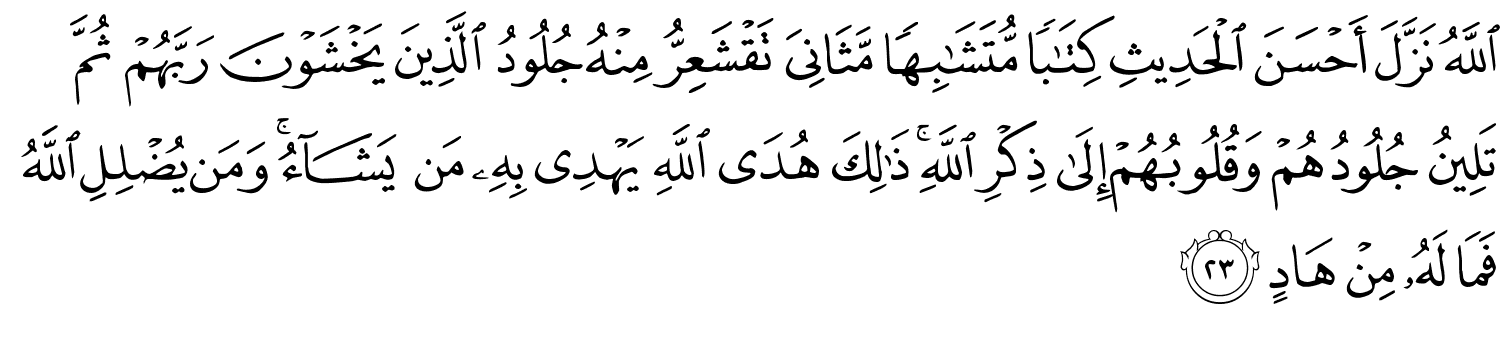 ٱللَّهُ نَزَّلَ أَحۡسَنَ ٱلۡحَدِيثِ كِتَٰبٗا مُّتَشَٰبِهٗا مَّثَانِيَ تَقۡشَعِرُّ مِنۡهُ جُلُودُ ٱلَّذِينَ يَخۡشَوۡنَ رَبَّهُمۡ ثُمَّ
تَلِينُ جُلُودُهُمۡ وَقُلُوبُهُمۡ إِلَىٰ ذِكۡرِ ٱللَّهِۚ ذَٰلِكَ هُدَى ٱللَّهِ يَهۡدِي بِهِۦ مَن يَشَآءُۚ وَمَن يُضۡلِلِ ٱللَّهُ
فَمَا لَهُۥ مِنۡ هَادٍ ٢٣